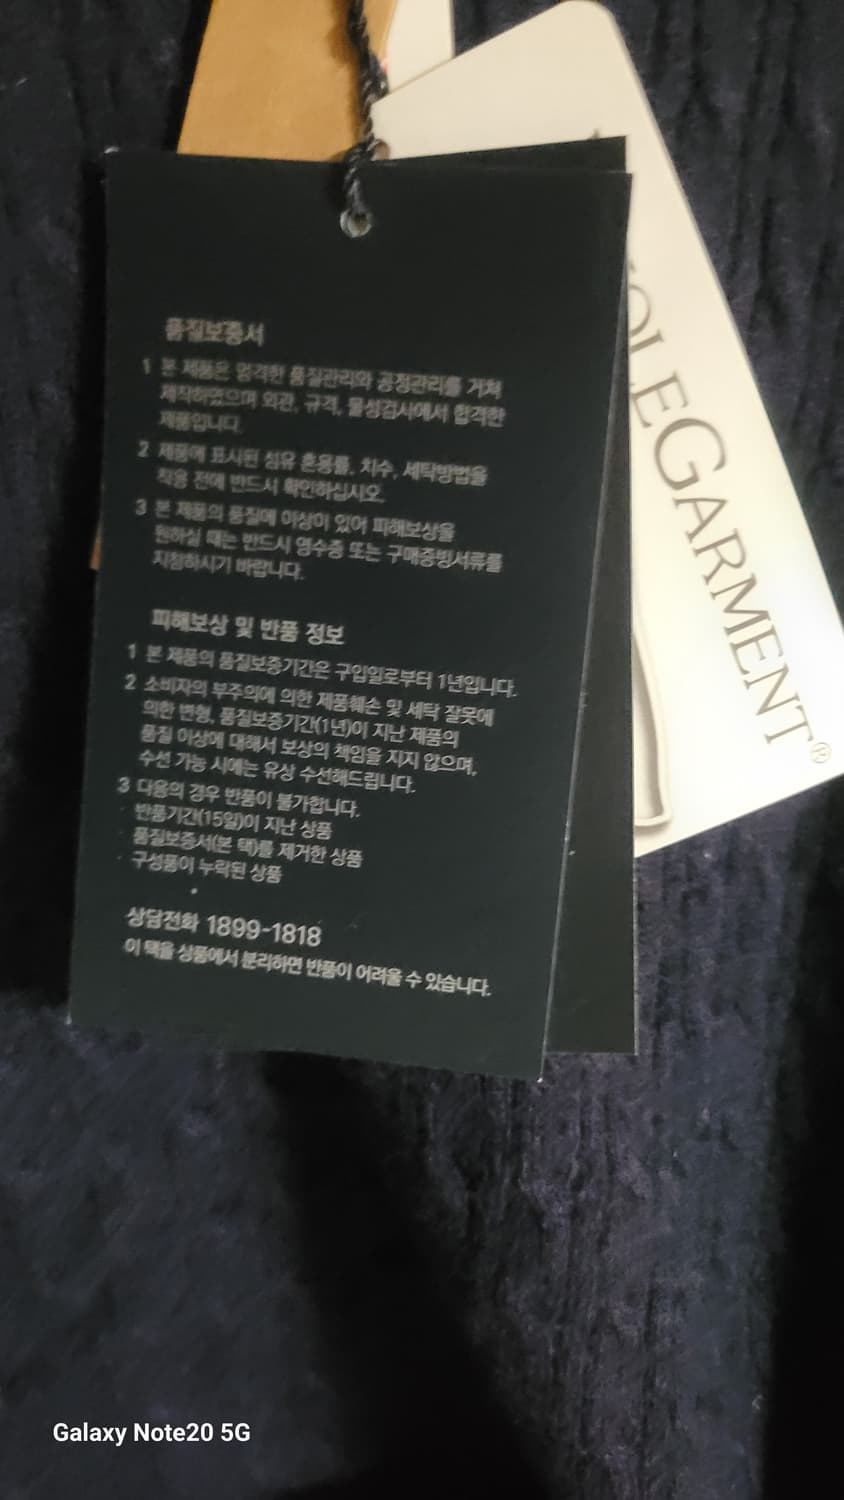 품질보증서
1 본 제품은 엄격한 품질관리와 공정관리를 거쳐
제작하였으며 외관, 규격, 물성검사에서 합격한
제품입니다.
2 제품에 표시된 섬유 혼용률, 치수, 세탁방법을
착용 전에 반드시 확인하십시오.
3 본 제품의 품질에 이상이 있어 피해보상을
원하실 때는 반드시 영수증 또는 구매증빙서류를
지참하시기 바랍니다.
피해보상 및 반품 정보
1 본 제품의 품질보증기간은 구입일로부터 1년입니다.
2 소비자의 부주의에 의한 제품훼손 및 세탁 잘못에
의한 변형, 품질보증기간(1년)이 지난 제품의
품질 이상에 대해서 보상의 책임을 지지 않으며,
수선 가능 시에는 유상 수선해드립니다.
3 다음의 경우 반품이 불가합니다.
· 반품기간(15일)이 지난 상품
· 품질보증서(본 택)를 제거한 상품
· 구성품이 누락된 상품
상담전화 1899-1818
이 택을 상품에서 분리하면 반품이 어려울 수 있습니다.
OLEGARMENT®
Galaxy Note20 5G